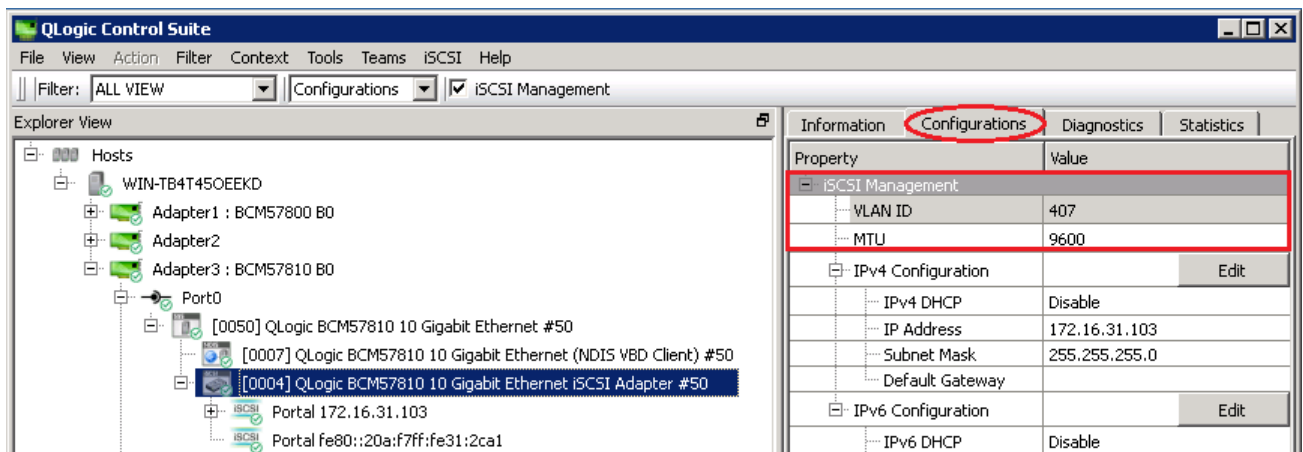 QLogic Control Suite
File View Action Filter Context Tools Teams iSCSI Help
Filter: ALL VIEW Configurations iSCSI Management
Explorer View
Hosts
WIN-TB4T45OEEKD
Adapter1 : BCM57800 B0
Adapter2
Adapter3 : BCM57810 B0
Port0
[0050] QLogic BCM57810 10 Gigabit Ethernet #50
[0007] QLogic BCM57810 10 Gigabit Ethernet (NDIS VBD Client) #50
[0004] QLogic BCM57810 10 Gigabit Ethernet iSCSI Adapter #50
iSCSI Portal 172.16.31.103
iSCSI Portal fe80::20a:f7ff:fe31:2ca1
Information Configurations Diagnostics Statistics
Property Value
iSCSI Management
VLAN ID 407
MTU 9600
IPv4 Configuration Edit
IPv4 DHCP Disable
IP Address 172.16.31.103
Subnet Mask 255.255.255.0
Default Gateway
IPv6 Configuration Edit
IPv6 DHCP Disable